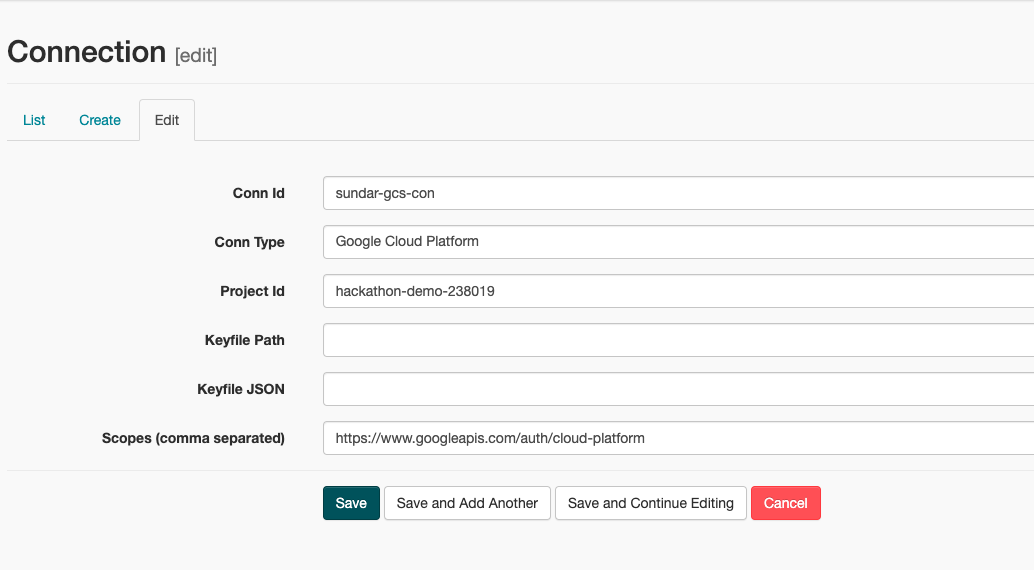 Connection [edit]
List Create Edit
Conn Id sundar-gcs-con
Conn Type Google Cloud Platform
Project Id hackathon-demo-238019
Keyfile Path
Keyfile JSON
Scopes (comma separated) https://www.googleapis.com/auth/cloud-platform
Save Save and Add Another Save and Continue Editing Cancel